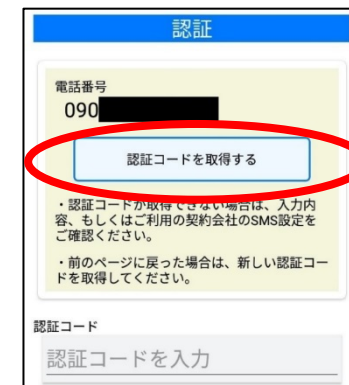 認証
電話番号
090
認証コードを取得する
・認証コードが取得できない場合は、入力内
容、もしくはご利用の契約会社のSMS設定を
ご確認ください。
・前のページに戻った場合は、新しい認証コー
ドを取得してください。
認証コード
認証コードを入力